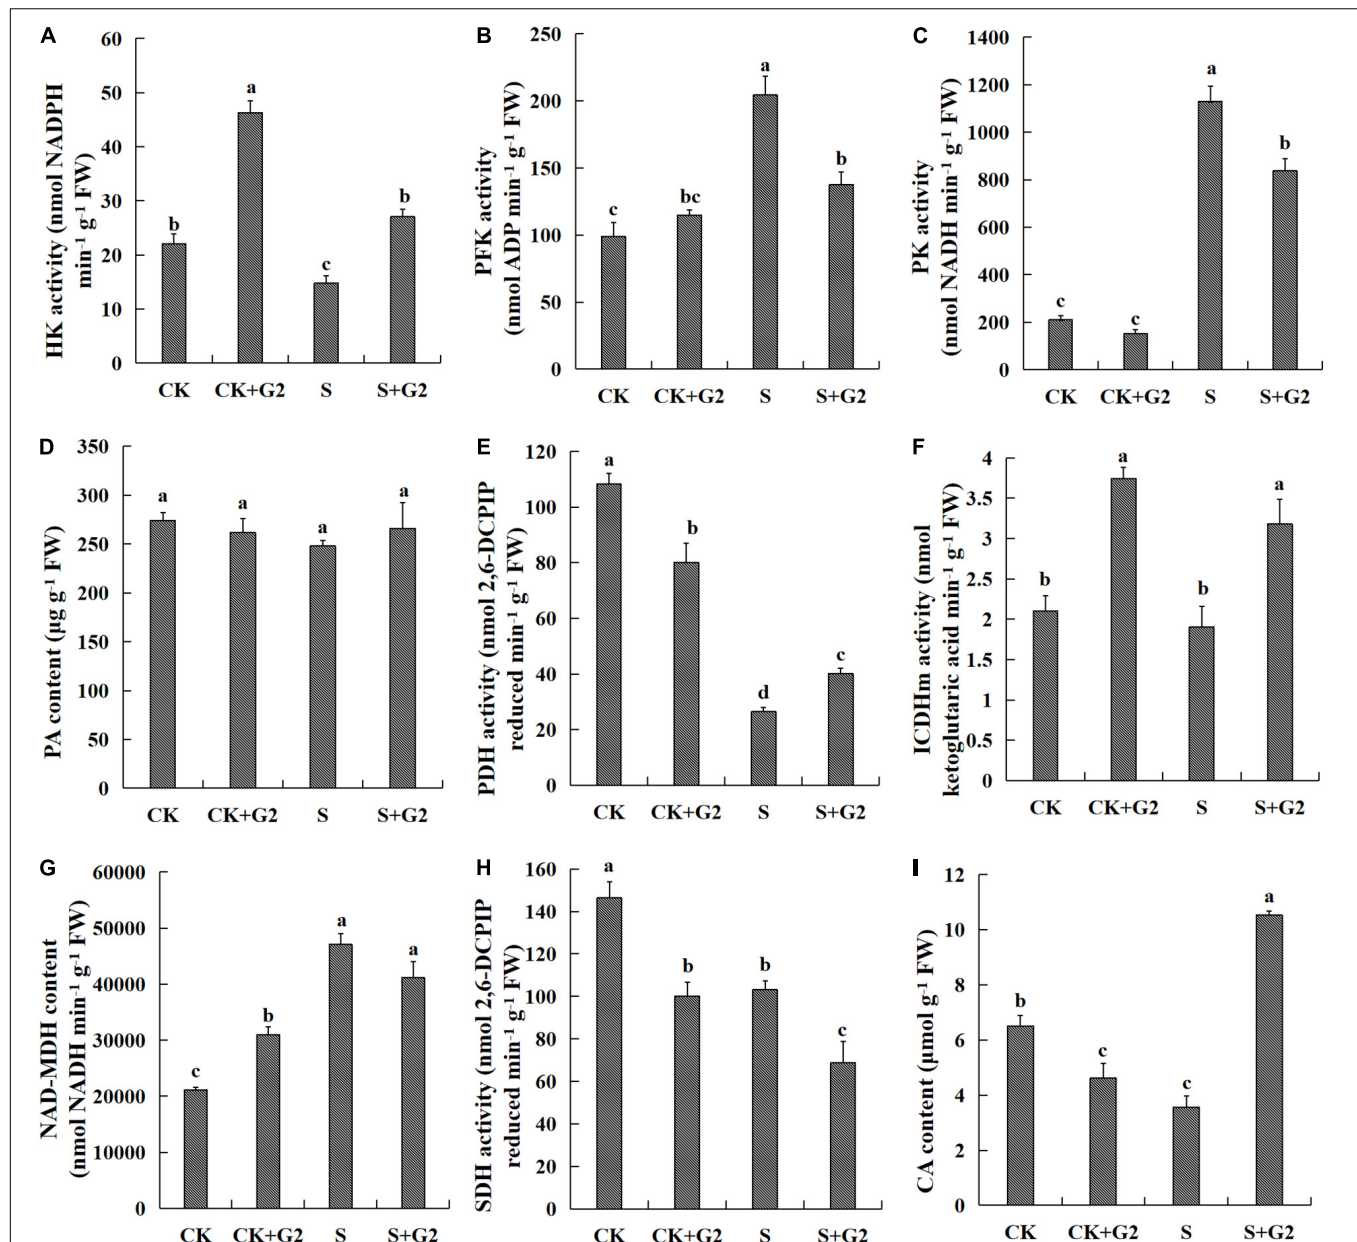 A
HK activity (nmol NADPH
min⁻¹ g⁻¹ FW)
60
50
40
30
20
10
0
b
a
c
b
CK
CK+G2
S
S+G2
B
PFK activity
(nmol ADP min⁻¹ g⁻¹ FW)
250
200
150
100
50
0
c
bc
a
b
CK
CK+G2
S
S+G2
C
PK activity
(nmol NADH min⁻¹ g⁻¹ FW)
1400
1200
1000
800
600
400
200
0
c
c
a
b
CK
CK+G2
S
S+G2
D
PA content (µg g⁻¹ FW)
350
300
250
200
150
100
50
0
a
a
a
a
CK
CK+G2
S
S+G2
E
PDH activity (nmol 2,6-DCPIP
reduced min⁻¹ g⁻¹ FW)
120
100
80
60
40
20
0
a
b
d
c
CK
CK+G2
S
S+G2
F
ICDHm activity (nmol
ketoglutaric acid min⁻¹ g⁻¹ FW)
4
3.5
3
2.5
2
1.5
1
0.5
0
b
a
b
a
CK
CK+G2
S
S+G2
G
NAD-MDH content
(nmol NADH min⁻¹ g⁻¹ FW)
60000
50000
40000
30000
20000
10000
0
c
b
a
a
CK
CK+G2
S
S+G2
H
SDH activity (nmol 2,6-DCPIP
reduced min⁻¹ g⁻¹ FW)
160
140
120
100
80
60
40
20
0
a
b
b
c
CK
CK+G2
S
S+G2
I
CA content (µmol g⁻¹ FW)
12
10
8
6
4
2
0
b
c
c
a
CK
CK+G2
S
S+G2